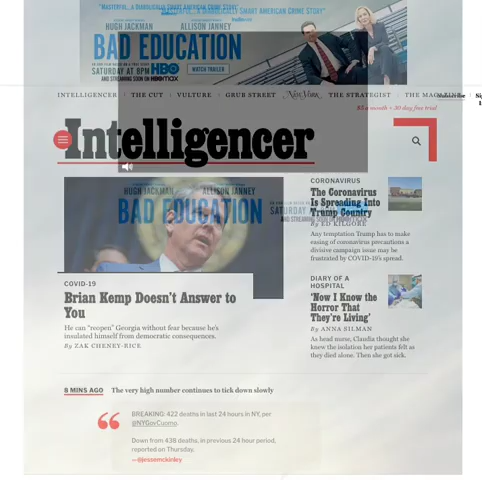 "MASTERFUL... A DIABOLICALLY SMART AMERICAN CRIME STORY."
HUGH JACKMAN ALLISON JANNEY
BAD EDUCATION
SATURDAY AT 8PM HBO
WATCH TRAILER
INTELLIGENCER THE CUT VULTURE GRUB STREET New York THE STRATEGIST THE MAG
Subscribe
$5 a month + 30 day free trial
Intelligencer
HUGH JACKMAN ALLISON JANNEY
BAD EDUCATION
SATURDAY
COVID-19
Brian Kemp Doesn't Answer to
You
He can "reopen" Georgia without fear because he's
insulated himself from democratic consequences.
By ZAK CHENEY-RICE
CORONAVIRUS
The Coronavirus
Is Spreading Into
Trump Country
By ED KILGORE
Any temptation Trump has to make
easing of coronavirus precautions a
divisive campaign issue may be
frustrated by COVID-19's spread.
DIARY OF A
HOSPITAL
'Now I Know the
Horror That
They're Living'
By ANNA SILMAN
As head nurse, Claudia thought she
knew the isolation her patients felt as
they died alone. Then she got sick.
8 MINS AGO The very high number continues to tick down slowly
BREAKING: 422 deaths in last 24 hours in NY, per
@NYGovCuomo.
Down from 438 deaths, in previous 24 hour period,
reported on Thursday.
—@jessemckinley